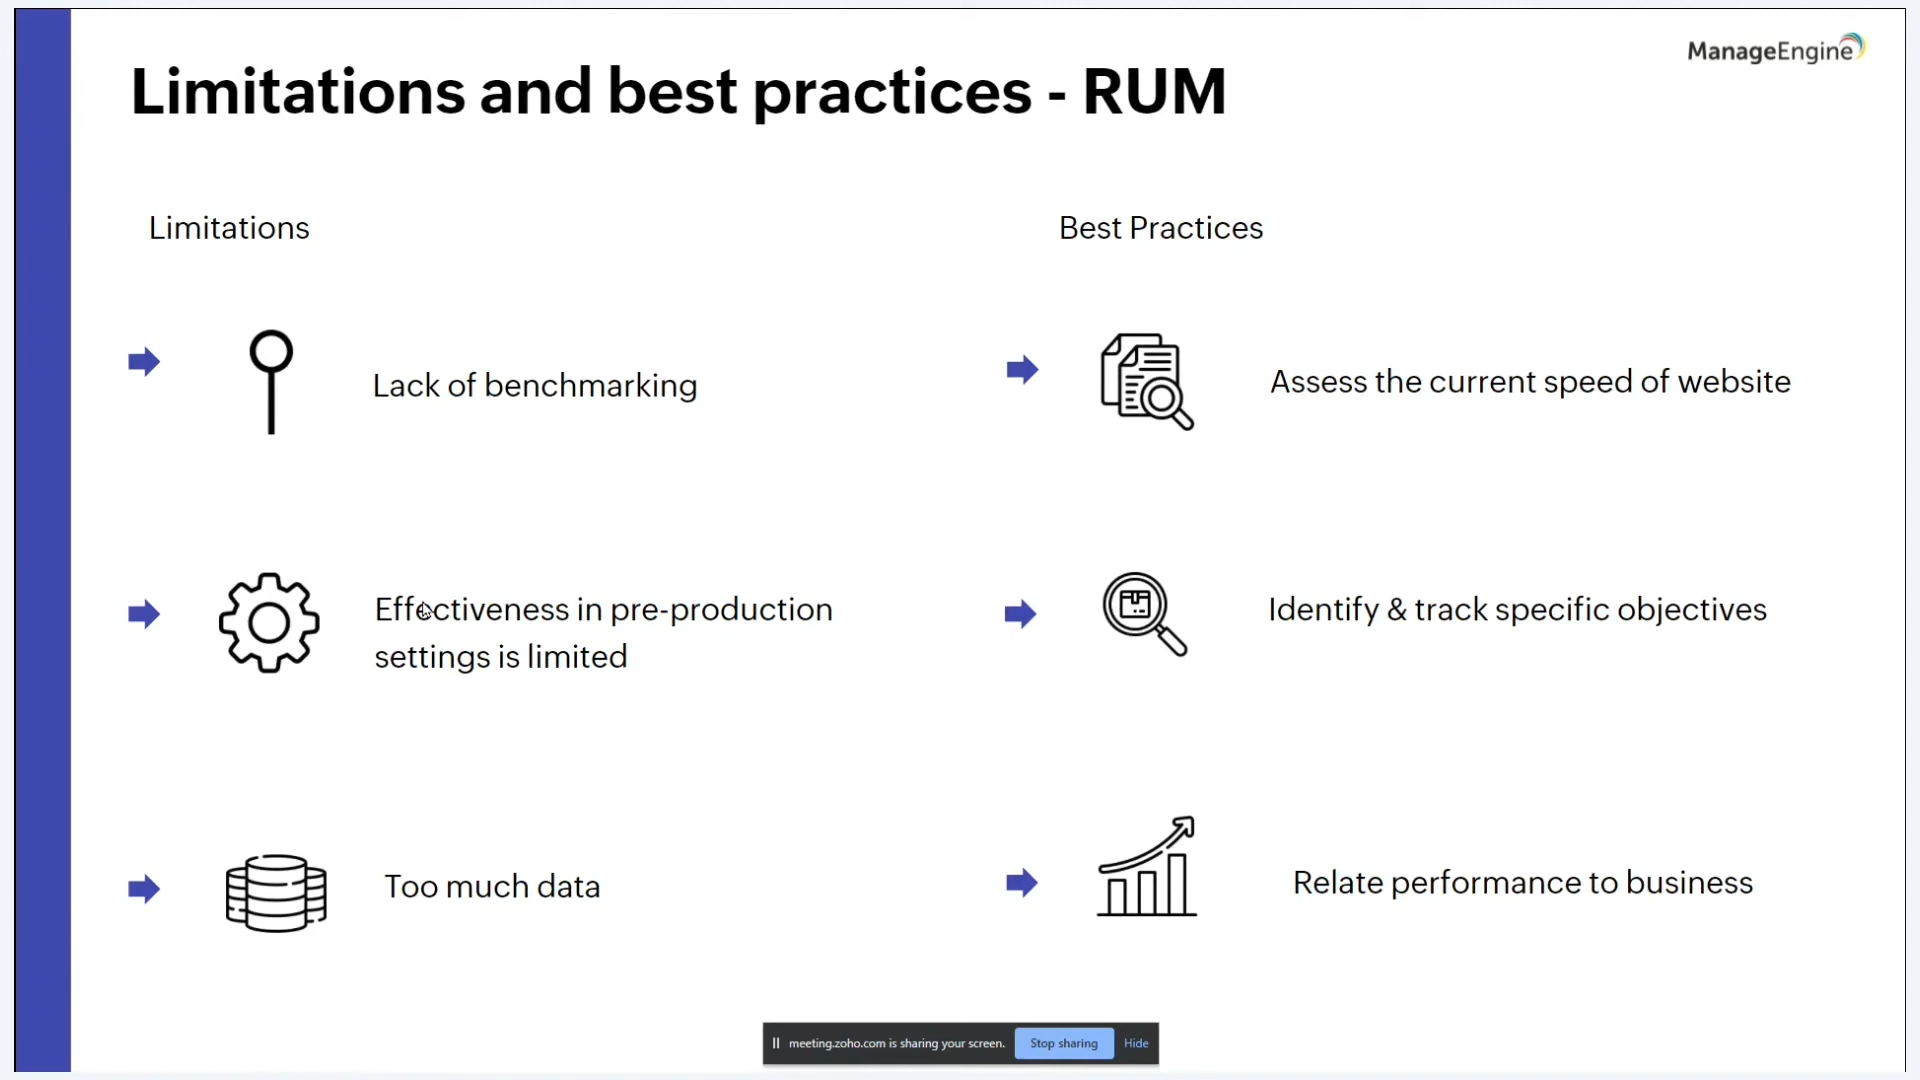 ManageEngine
Limitations and best practices - RUM
Limitations
Lack of benchmarking
Effectiveness in pre-production
settings is limited
Too much data
Best Practices
Assess the current speed of website
Identify & track specific objectives
Relate performance to business
meeting.zoho.com is sharing your screen. Stop sharing Hide